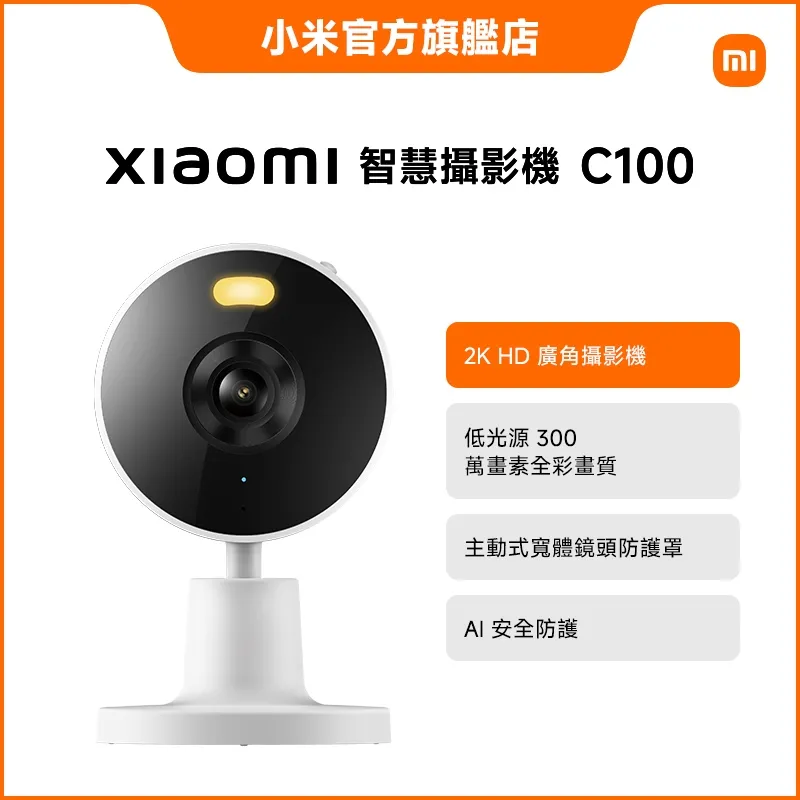 小米官方旗艦店
mi
xiaomi 智慧攝影機 C100
2K HD 廣角攝影機
低光源 300
萬畫素全彩畫質
主動式寬體鏡頭防護罩
AI 安全防護